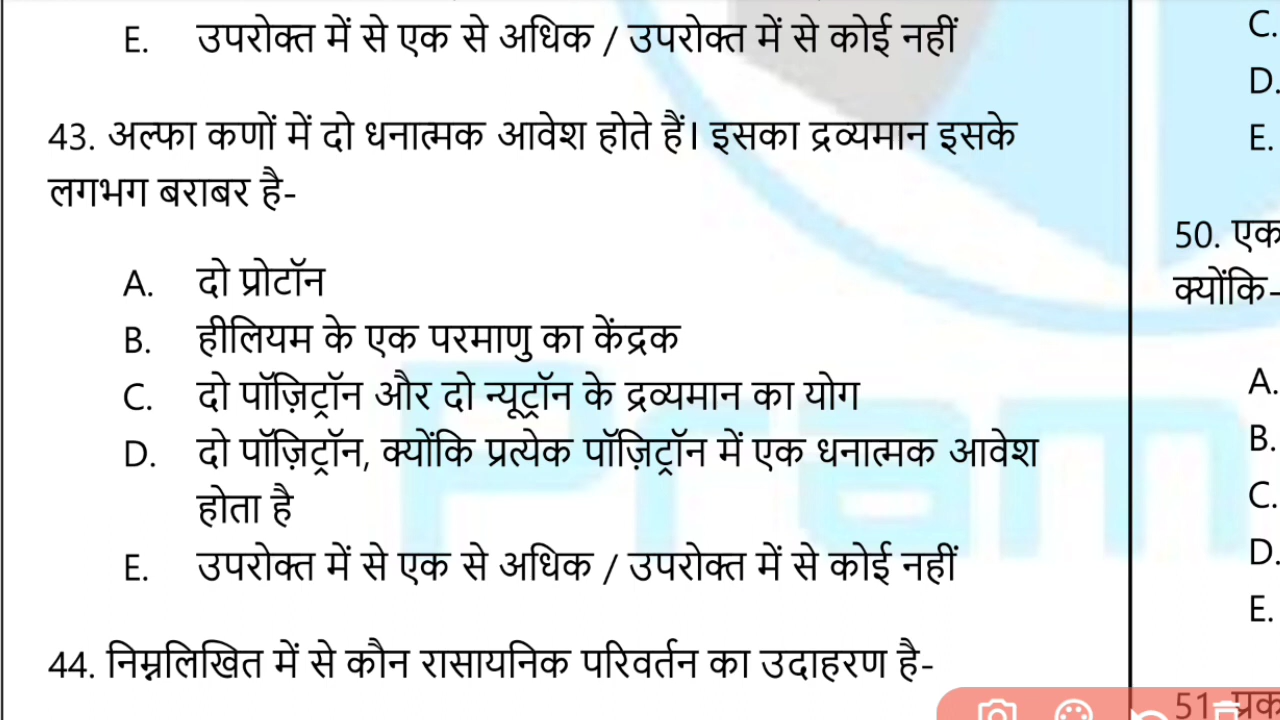 E. उपरोक्त में से एक से अधिक / उपरोक्त में से कोई नहीं
43. अल्फा कणों में दो धनात्मक आवेश होते हैं। इसका द्रव्यमान इसके
लगभग बराबर है-
A. दो प्रोटॉन
B. हीलियम के एक परमाणु का केंद्रक
C. दो पॉज़िट्रॉन और दो न्यूट्रॉन के द्रव्यमान का योग
D. दो पॉज़िट्रॉन, क्योंकि प्रत्येक पॉज़िट्रॉन में एक धनात्मक आवेश
होता है
E. उपरोक्त में से एक से अधिक / उपरोक्त में से कोई नहीं
44. निम्नलिखित में से कौन रासायनिक परिवर्तन का उदाहरण है-
C.
D.
E.
50. एक
क्योंकि-
A.
B.
C.
D.
E.
51.
Pram